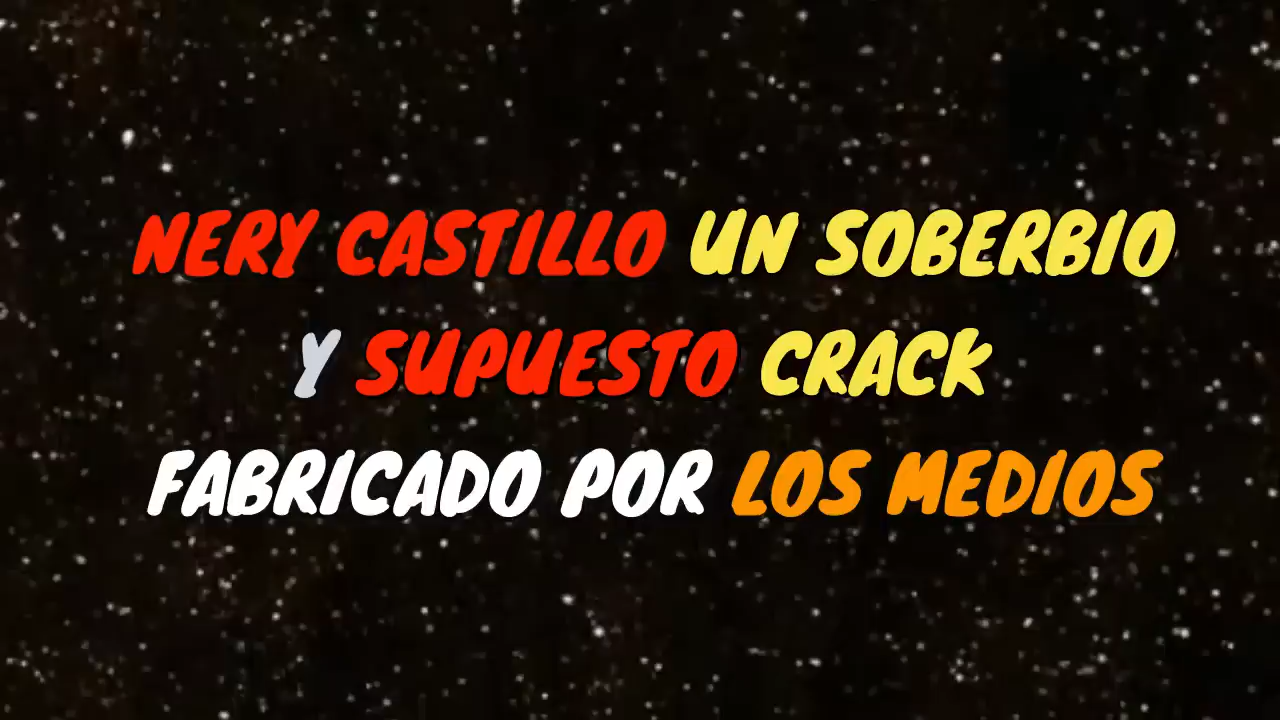 NERY CASTILLO UN SOBERBIO
Y SUPUESTO CRACK
FABRICADO POR LOS MEDIOS